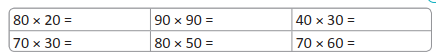 80 × 20 = 90 × 90 = 40 × 30 =
70 × 30 = 80 × 50 = 70 × 60 =